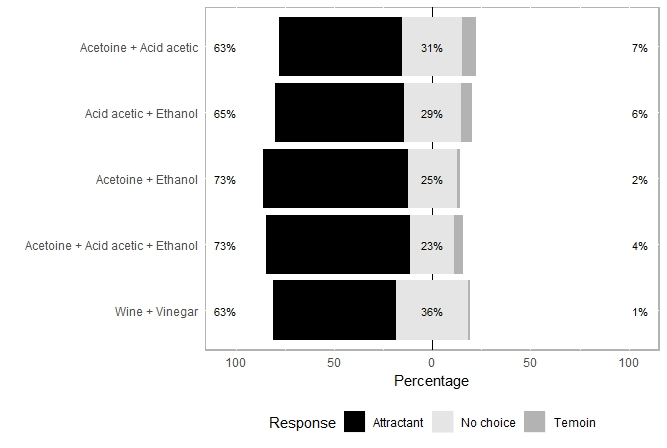 Acetoine + Acid acetic 63% 31% 7%
Acid acetic + Ethanol 65% 29% 6%
Acetoine + Ethanol 73% 25% 2%
Acetoine + Acid acetic + Ethanol 73% 23% 4%
Wine + Vinegar 63% 36% 1%
100 50 0 50 100
Percentage
Response Attractant No choice Temoin